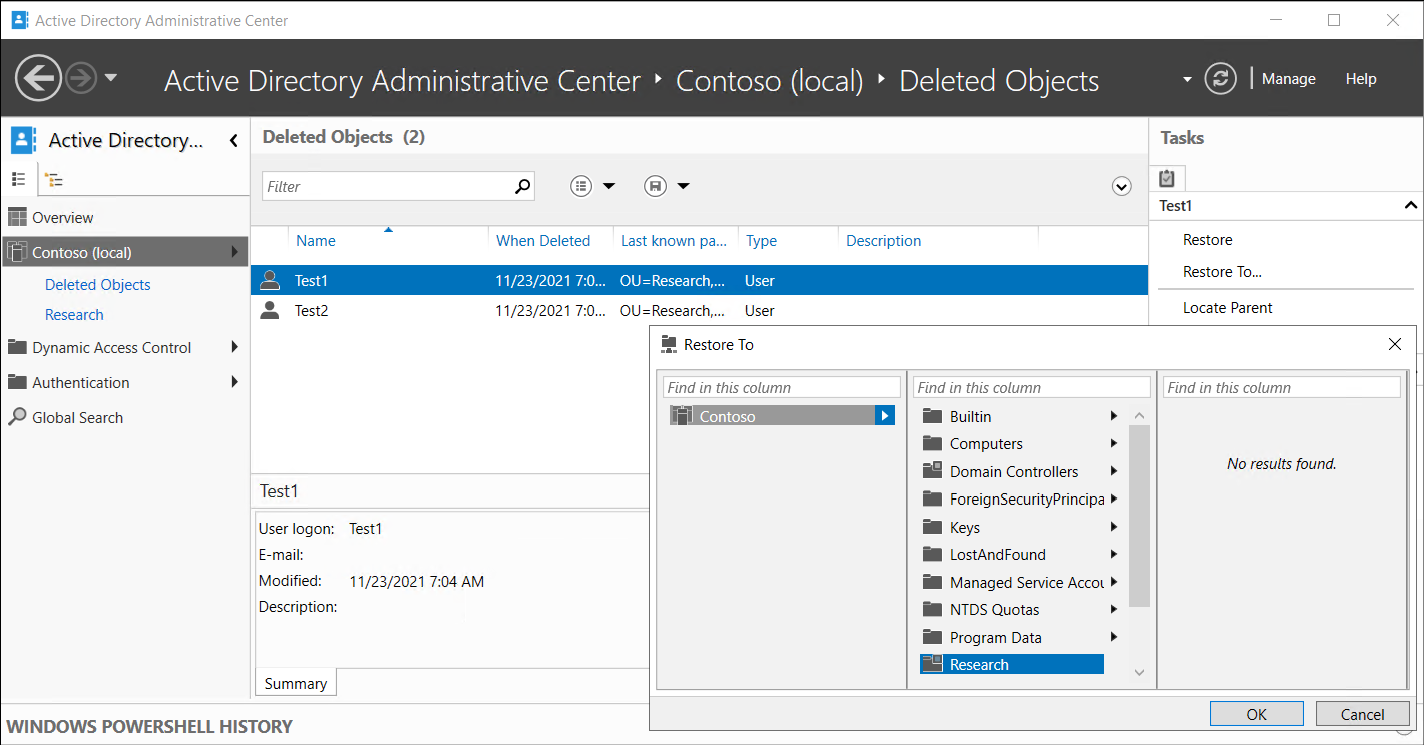 Active Directory Administrative Center
Active Directory Administrative Center • Contoso (local) • Deleted Objects
Manage
Help
Active Directory...
Overview
Contoso (local)
Deleted Objects
Research
Dynamic Access Control
Authentication
Global Search
Deleted Objects (2)
Filter
Name When Deleted Last known pa... Type Description
Test1 11/23/2021 7:0... OU=Research,... User
Test2 11/23/2021 7:0... OU=Research,... User
Test1
User logon: Test1
E-mail:
Modified: 11/23/2021 7:04 AM
Description:
Summary
Tasks
Test1
Restore
Restore To...
Locate Parent
Restore To
Find in this column
Contoso
Find in this column
Builtin
Computers
Domain Controllers
ForeignSecurityPrincipa
Keys
LostAndFound
Managed Service Accou
NTDS Quotas
Program Data
Research
Find in this column
No results found.
OK
Cancel
WINDOWS POWERSHELL HISTORY